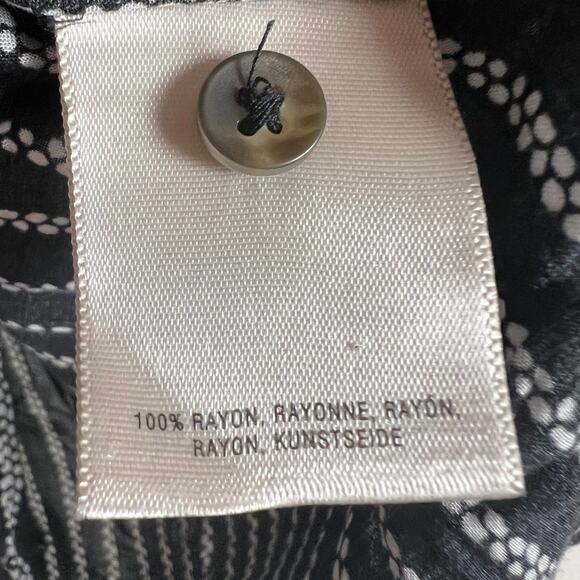 100% RAYON, RAYONNE, RAYÓN,
RAYON, KUNSTSEIDE